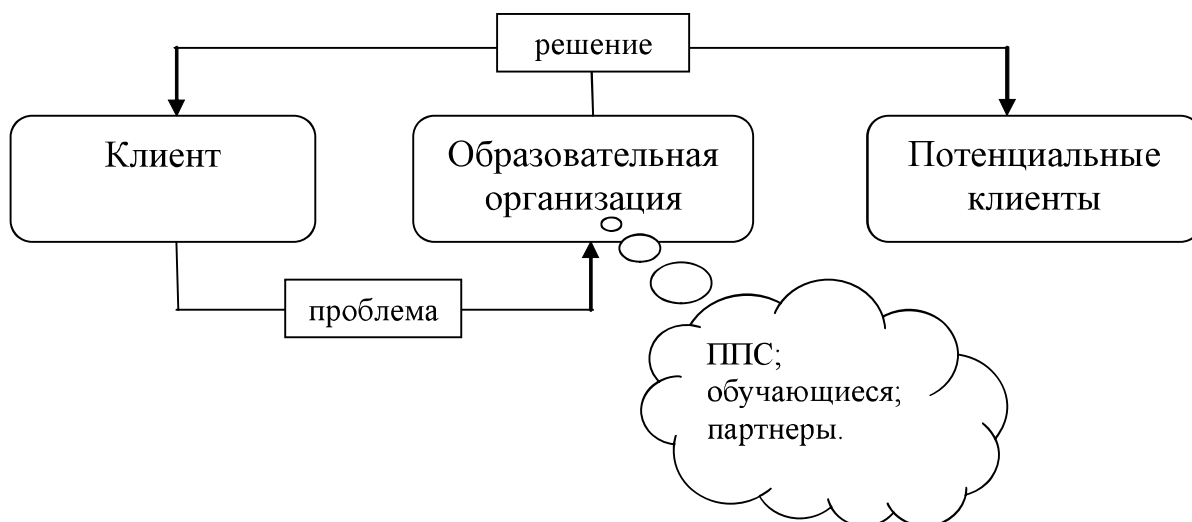 решение
Клиент
Образовательная
организация
Потенциальные
клиенты
проблема
ППС;
обучающиеся;
партнеры.